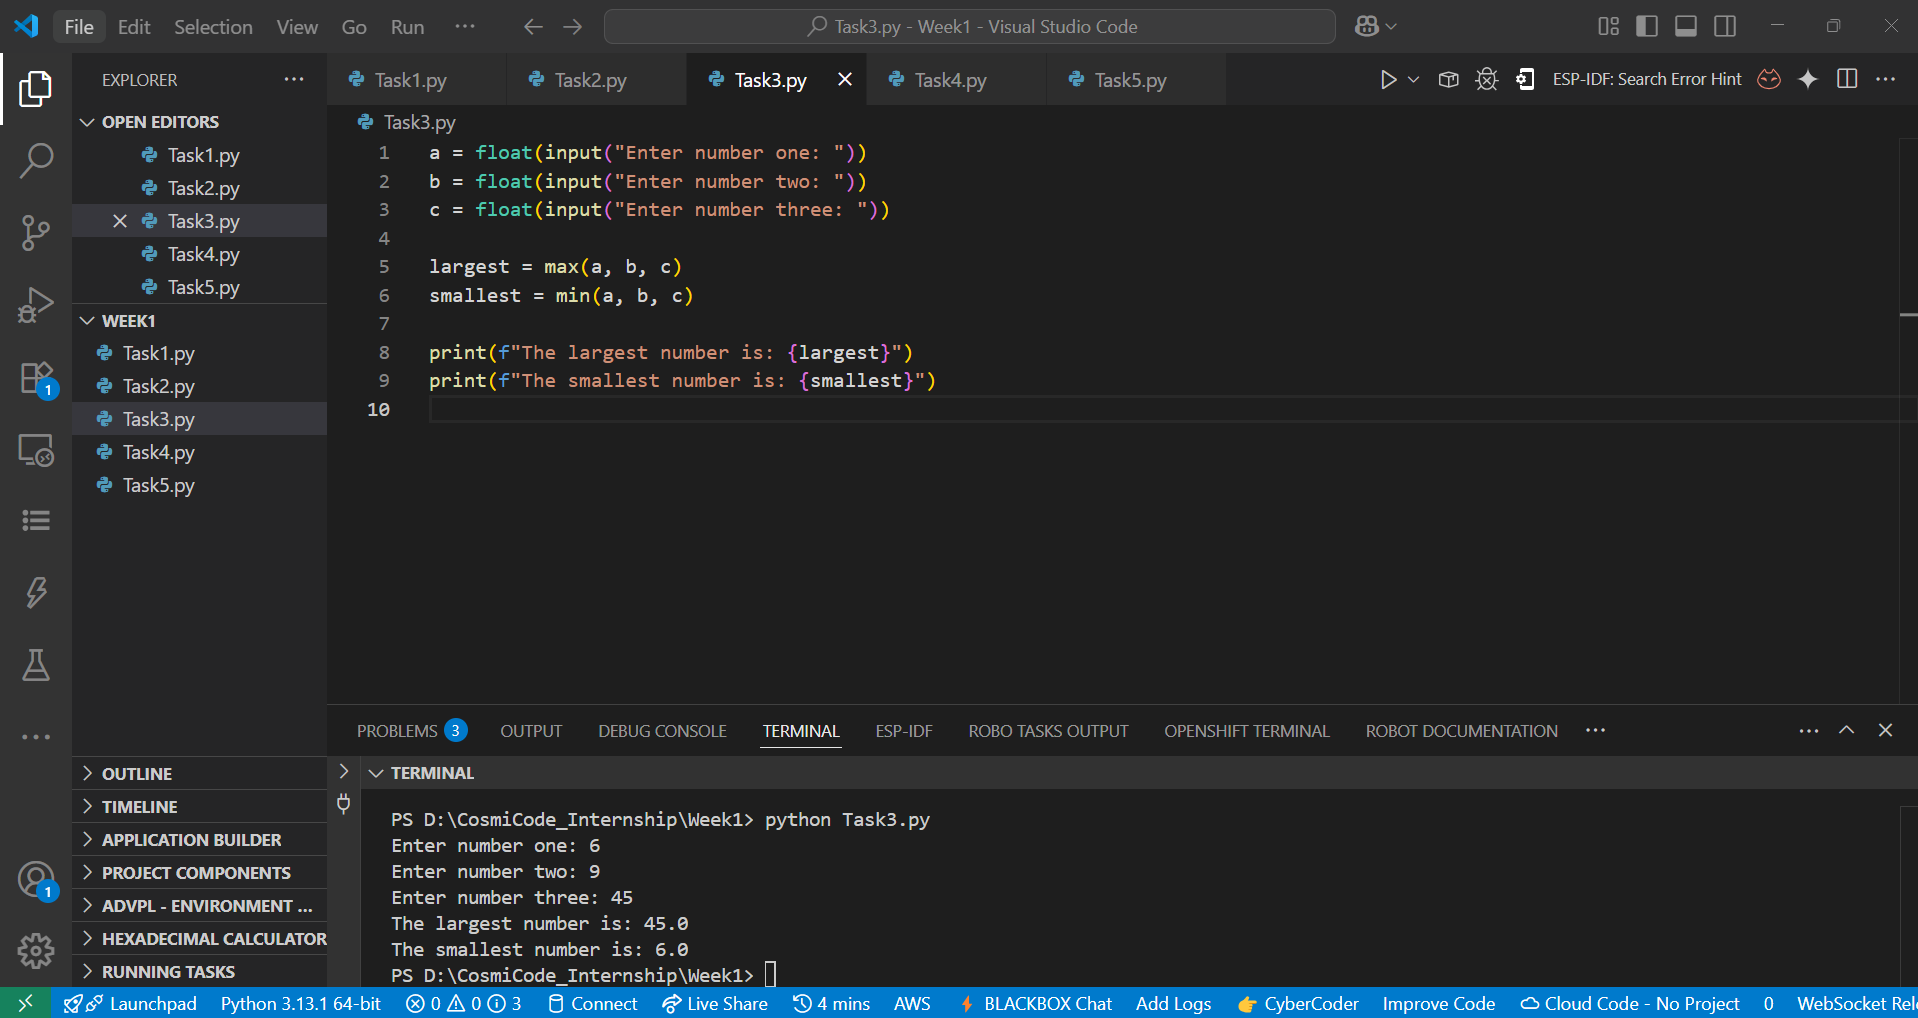 File Edit Selection View Go Run ··· Task3.py - Week1 - Visual Studio Code
EXPLORER ···
OPEN EDITORS
Task1.py
Task2.py
Task3.py
Task4.py
Task5.py
WEEK1
Task1.py
Task2.py
Task3.py
Task4.py
Task5.py
OUTLINE
TIMELINE
APPLICATION BUILDER
PROJECT COMPONENTS
ADVPL - ENVIRONMENT ...
HEXADECIMAL CALCULATOR
RUNNING TASKS
1
1
Task1.py Task2.py Task3.py Task4.py Task5.py ESP-IDF: Search Error Hint ···
Task3.py
1 a = float(input("Enter number one: "))
2 b = float(input("Enter number two: "))
3 c = float(input("Enter number three: "))
4
5 largest = max(a, b, c)
6 smallest = min(a, b, c)
7
8 print(f"The largest number is: {largest}")
9 print(f"The smallest number is: {smallest}")
10
PROBLEMS 3 OUTPUT DEBUG CONSOLE TERMINAL ESP-IDF ROBO TASKS OUTPUT OPENSHIFT TERMINAL ROBOT DOCUMENTATION ··· ···
TERMINAL
PS D:\CosmiCode_Internship\Week1> python Task3.py
Enter number one: 6
Enter number two: 9
Enter number three: 45
The largest number is: 45.0
The smallest number is: 6.0
PS D:\CosmiCode_Internship\Week1>
Launchpad Python 3.13.1 64-bit 0 0 3 Connect Live Share 4 mins AWS BLACKBOX Chat Add Logs CyberCoder Improve Code Cloud Code - No Project 0 WebSocket Rel